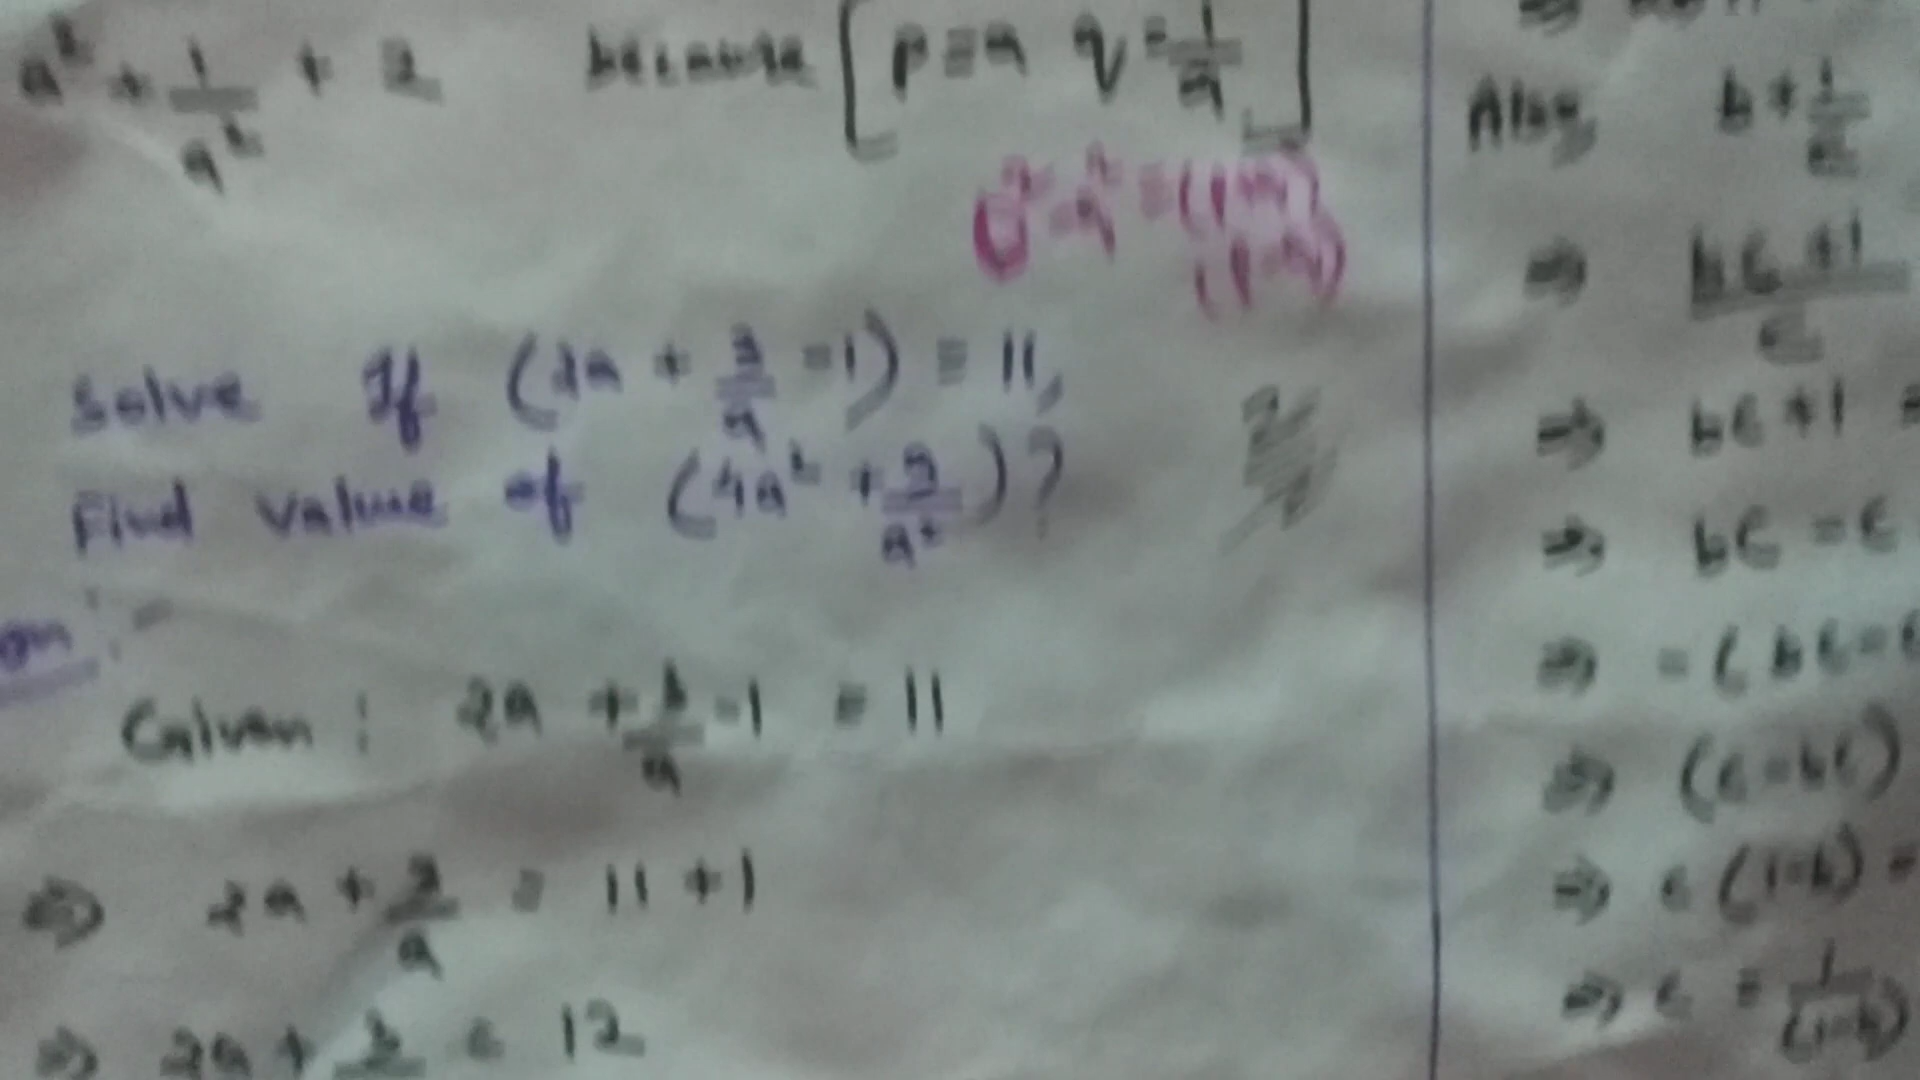 a² + 1/a² + 2 because [p = a q = 1/a]
Solve If (2a + 3/a - 1) = 11,
Find value of (4a² + 9/a²)?
Given: 2a + 3/a - 1 = 11
⇒ 2a + 3/a = 11 + 1
⇒ 2a + 3 = 12
Also, b + 1/c
⇒ bc + 1 / c
⇒ bc + 1 =
⇒ bc = c
⇒ (c - bc)
⇒ c (1-b) =
⇒ c = 1/(1-b)